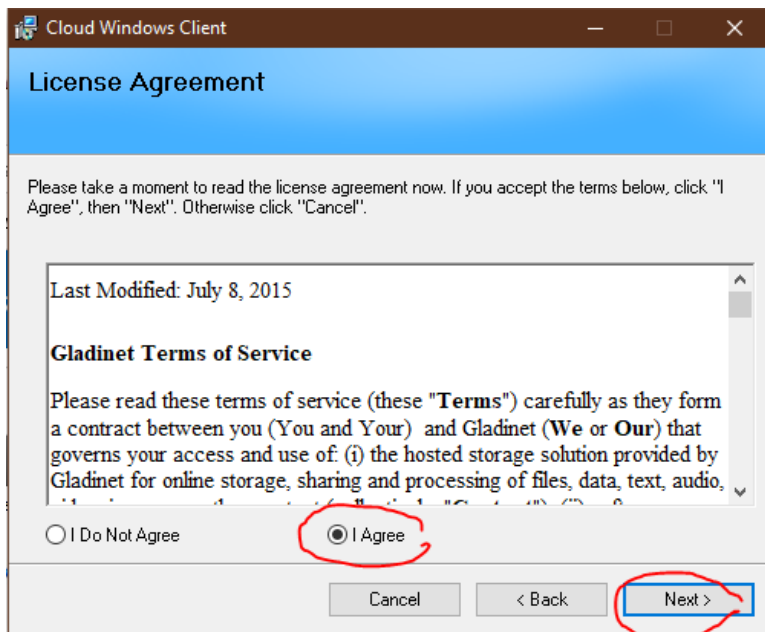 Cloud Windows Client
License Agreement
Please take a moment to read the license agreement now. If you accept the terms below, click "I
Agree", then "Next". Otherwise click "Cancel".
Last Modified: July 8, 2015
Gladinet Terms of Service
Please read these terms of service (these "Terms") carefully as they form
a contract between you (You and Your) and Gladinet (We or Our) that
governs your access and use of: (i) the hosted storage solution provided by
Gladinet for online storage, sharing and processing of files, data, text, audio,
I Do Not Agree
I Agree
Cancel
< Back
Next >